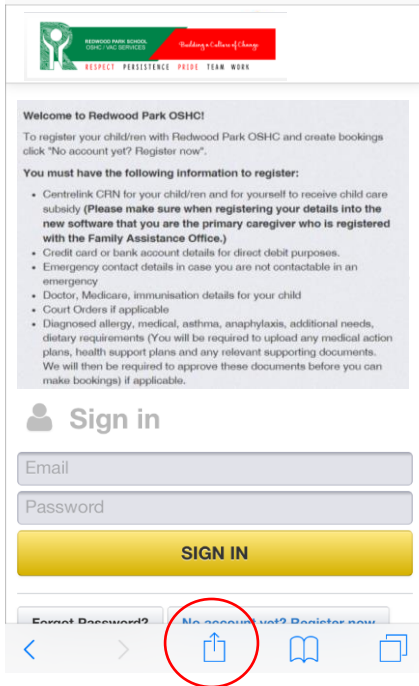 REDWOOD PARK SCHOOL
OSHC / VAC SERVICES
Building a Culture of Change
RESPECT PERSISTENCE PRIDE TEAM WORK
Welcome to Redwood Park OSHC!
To register your child/ren with Redwood Park OSHC and create bookings
click "No account yet? Register now".
You must have the following information to register:
• Centrelink CRN for your child/ren and for yourself to receive child care
subsidy (Please make sure when registering your details into the
new software that you are the primary caregiver who is registered
with the Family Assistance Office.)
• Credit card or bank account details for direct debit purposes.
• Emergency contact details in case you are not contactable in an
emergency
• Doctor, Medicare, immunisation details for your child
• Court Orders if applicable
• Diagnosed allergy, medical, asthma, anaphylaxis, additional needs,
dietary requirements (You will be required to upload any medical action
plans, health support plans and any relevant supporting documents.
We will then be required to approve these documents before you can
make bookings) if applicable.
Sign in
Email
Password
SIGN IN
Forgot Password? No account yet? Register now